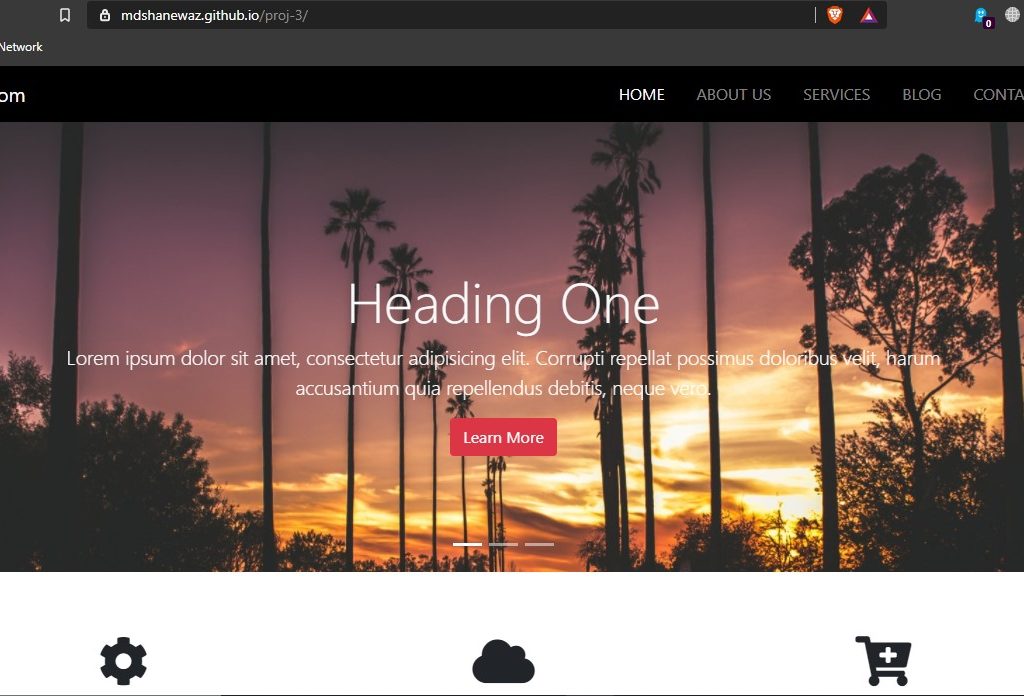 mdshanewaz.github.io/proj-3/
0
Network
om
HOME ABOUT US SERVICES BLOG CONTA
Heading One
Lorem ipsum dolor sit amet, consectetur adipisicing elit. Corrupti repellat possimus doloribus velit, harum
accusantium quia repellendus debitis, neque vero.
Learn More